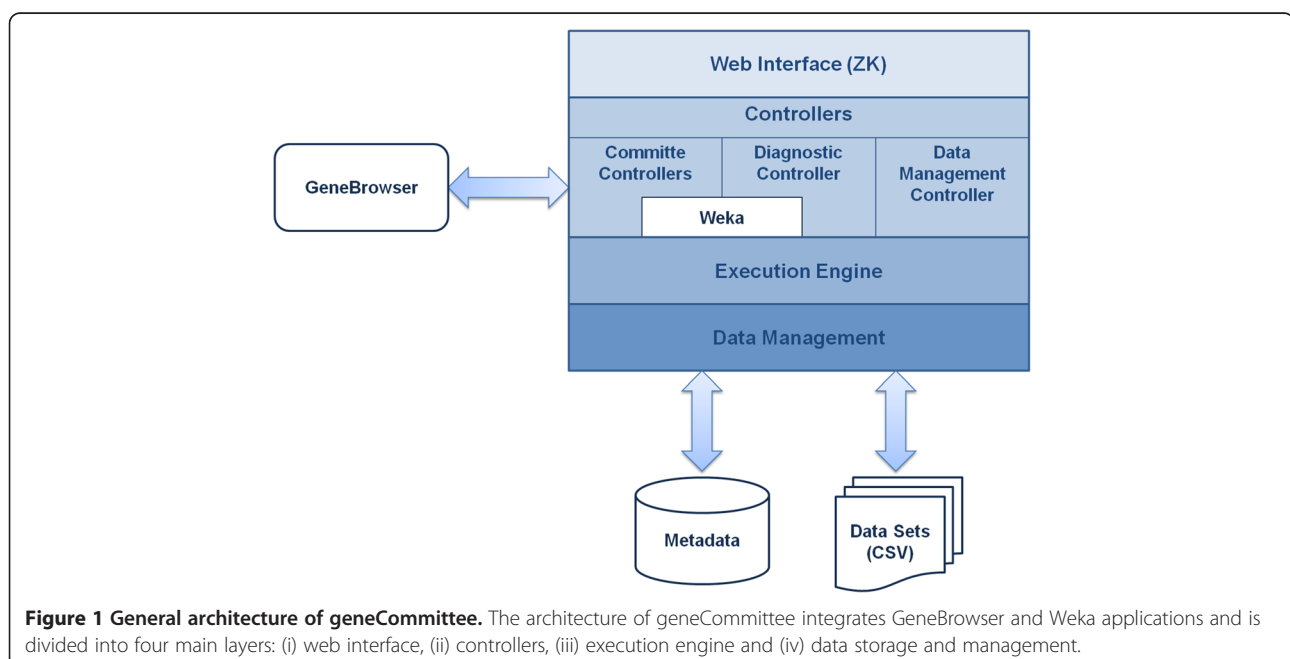 Web Interface (ZK)
Controllers
Committe
Controllers
Diagnostic
Controller
Data
Management
Controller
GeneBrowser
Weka
Execution Engine
Data Management
Metadata
Data Sets
(CSV)
Figure 1 General architecture of geneCommittee. The architecture of geneCommittee integrates GeneBrowser and Weka applications and is
divided into four main layers: (i) web interface, (ii) controllers, (iii) execution engine and (iv) data storage and management.